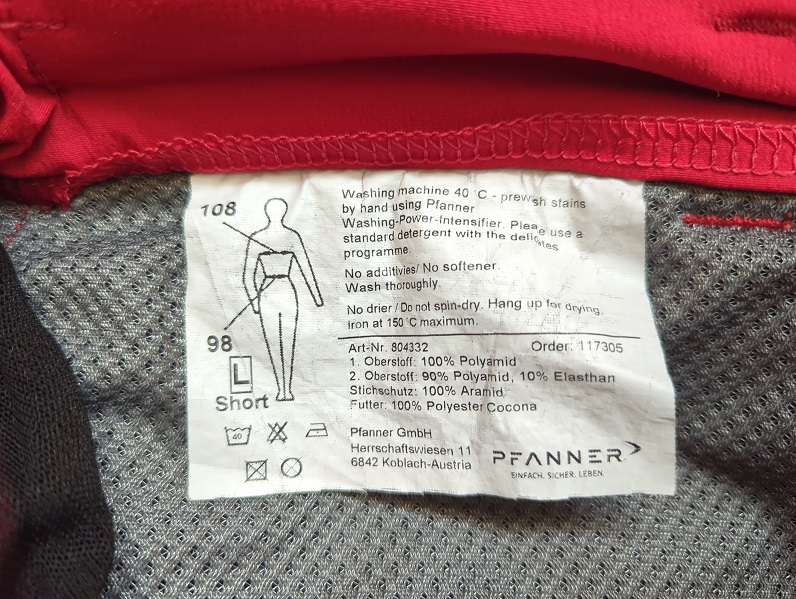 108
98
L
Short
40
Washing machine 40°C - prewash stains
by hand using Pfanner
Washing-Power-Intensifier. Please use a
standard detergent with the delicates
programme.
No additivies/ No softener.
Wash thoroughly.
No drier / Do not spin-dry. Hang up for drying.
Iron at 150°C maximum.
Art-Nr. 804332 Order: 117305
1. Oberstoff: 100% Polyamid
2. Oberstoff: 90% Polyamid, 10% Elasthan
Stichschutz: 100% Aramid
Futter: 100% Polyester Cocona
Pfanner GmbH
Herrschaftswiesen 11
6842 Koblach-Austria
PFANNER
EINFACH. SICHER. LEBEN.